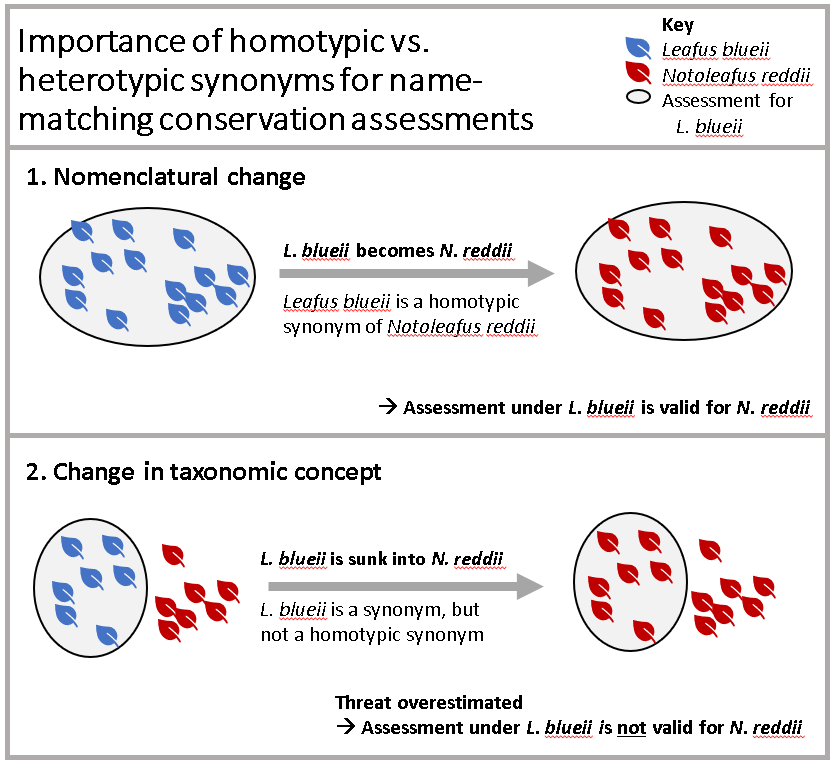 Importance of homotypic vs.
heterotypic synonyms for name-
matching conservation assessments
Key
Leafus blueii
Notoleafus reddii
Assessment for
L. blueii
1. Nomenclatural change
L. blueii becomes N. reddii
Leafus blueii is a homotypic
synonym of Notoleafus reddii
→ Assessment under L. blueii is valid for N. reddii
2. Change in taxonomic concept
L. blueii is sunk into N. reddii
L. blueii is a synonym, but
not a homotypic synonym
Threat overestimated
→ Assessment under L. blueii is not valid for N. reddii